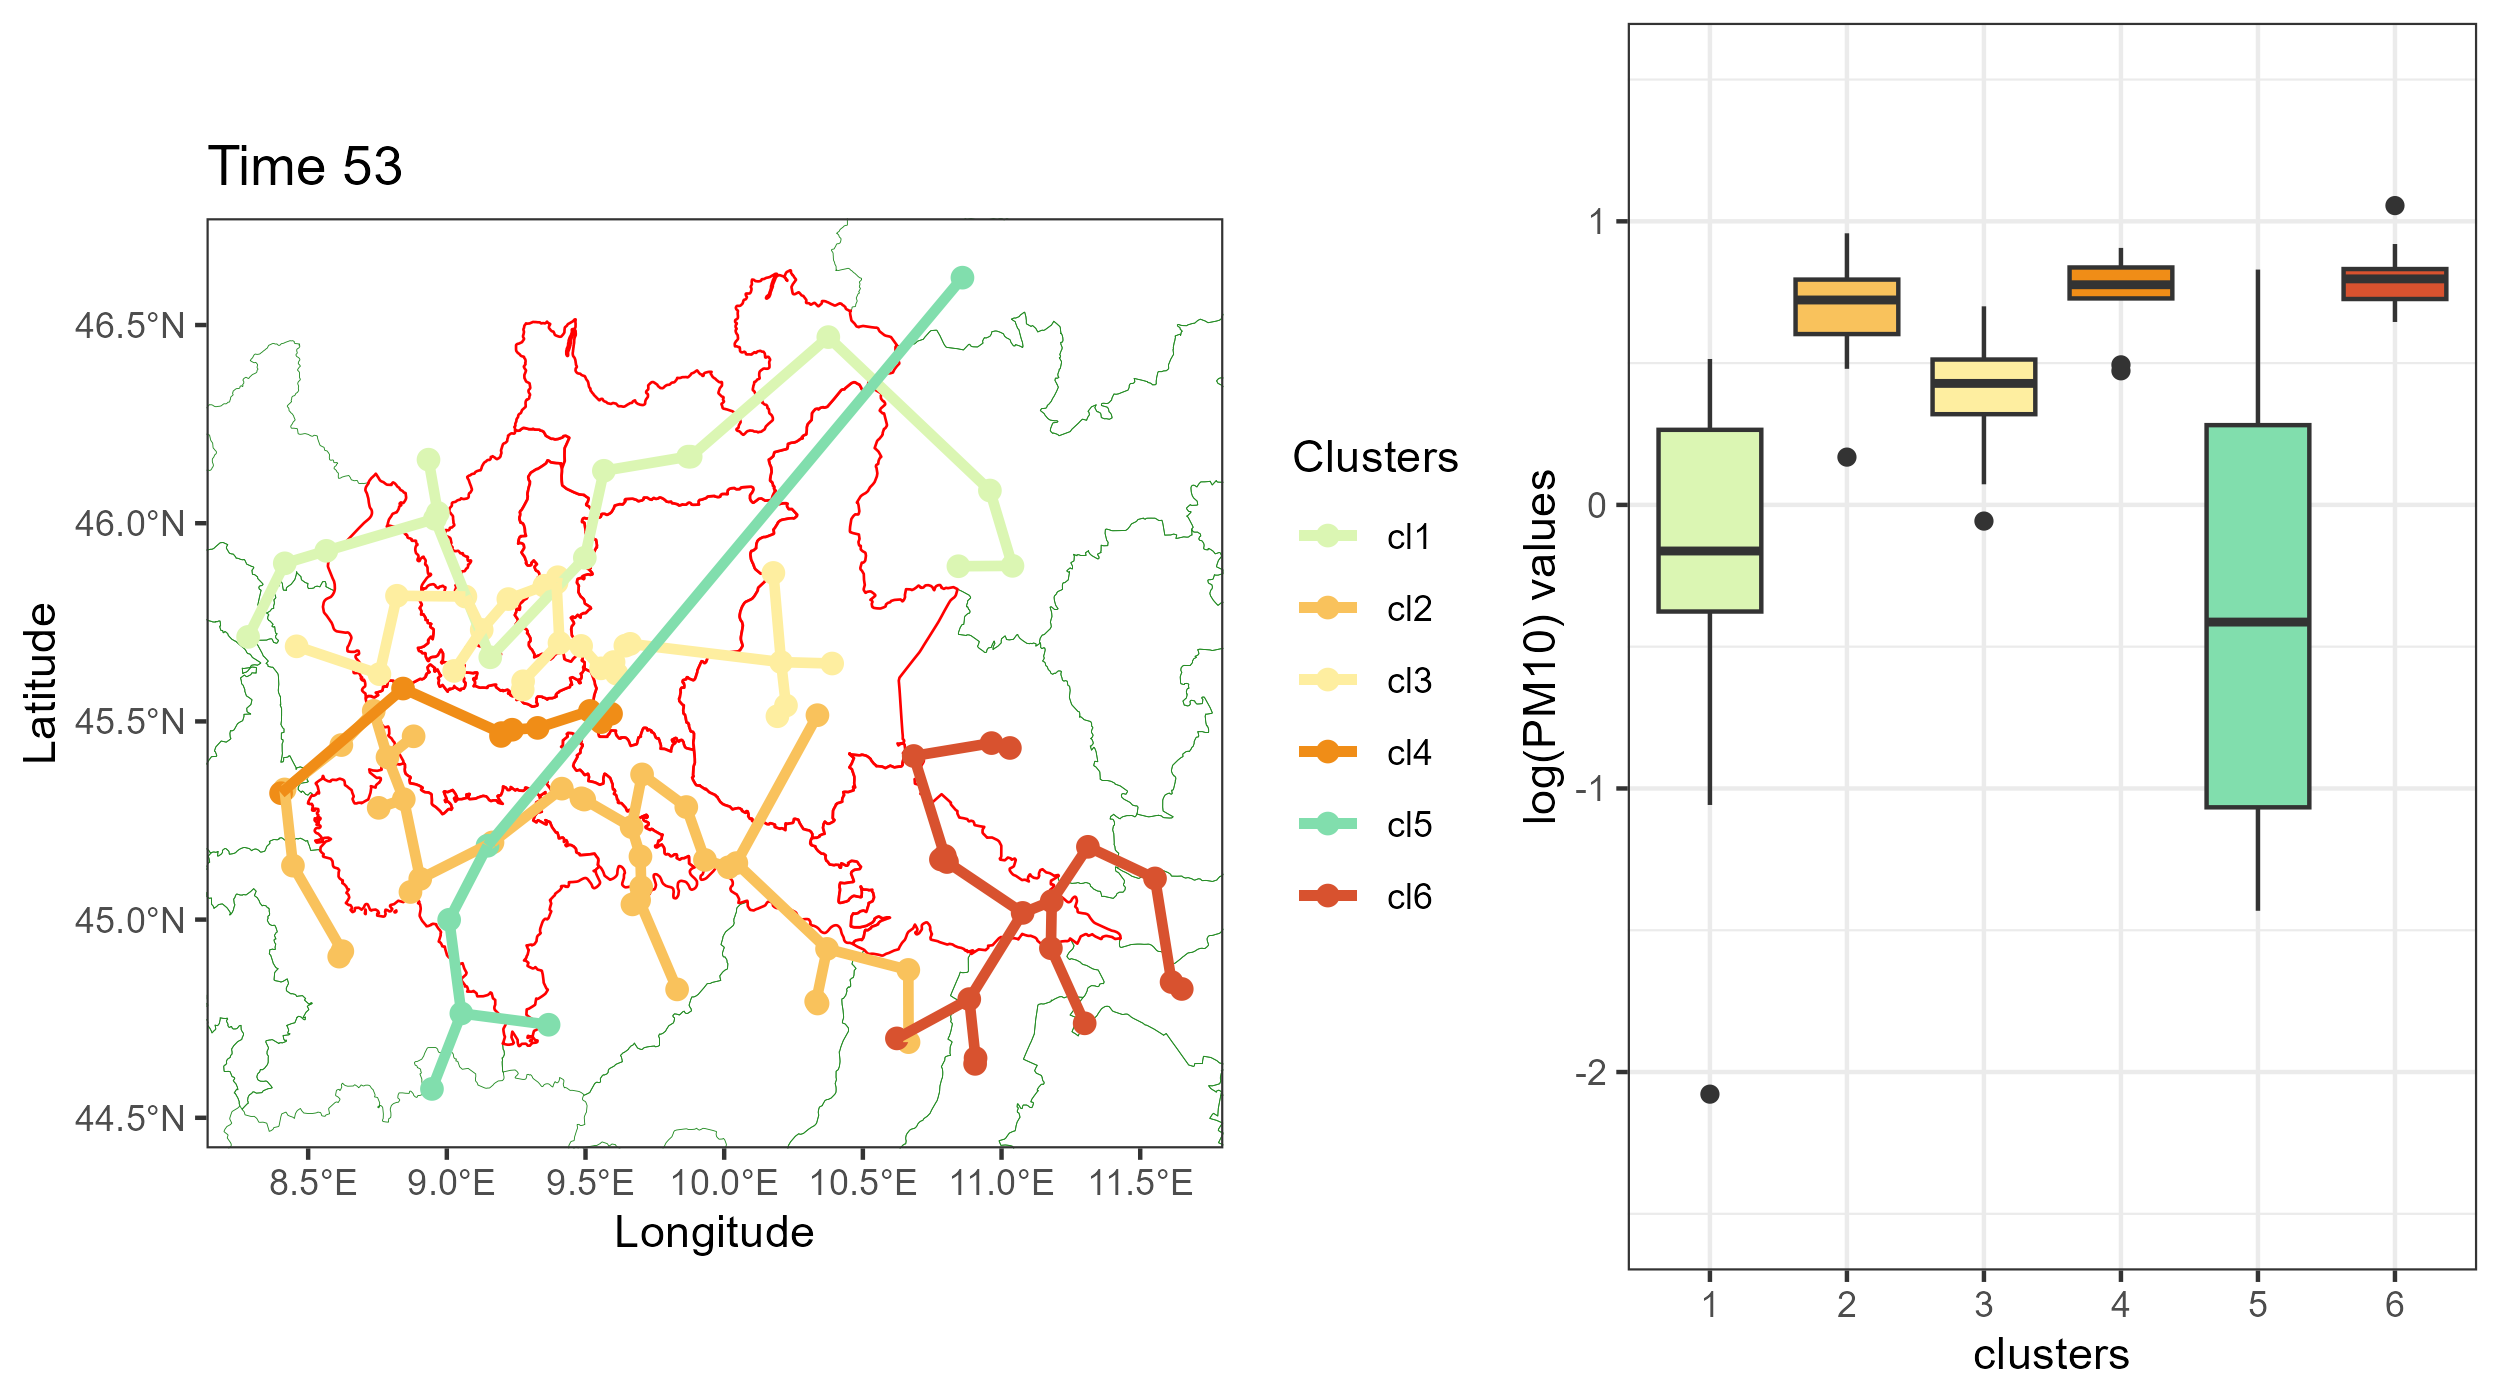 Time 53
46.5°N
46.0°N
45.5°N
45.0°N
44.5°N
Latitude
8.5°E 9.0°E 9.5°E 10.0°E 10.5°E 11.0°E 11.5°E
Longitude
Clusters
cl1
cl2
cl3
cl4
cl5
cl6
log(PM10) values
1
0
-1
-2
1 2 3 4 5 6
clusters